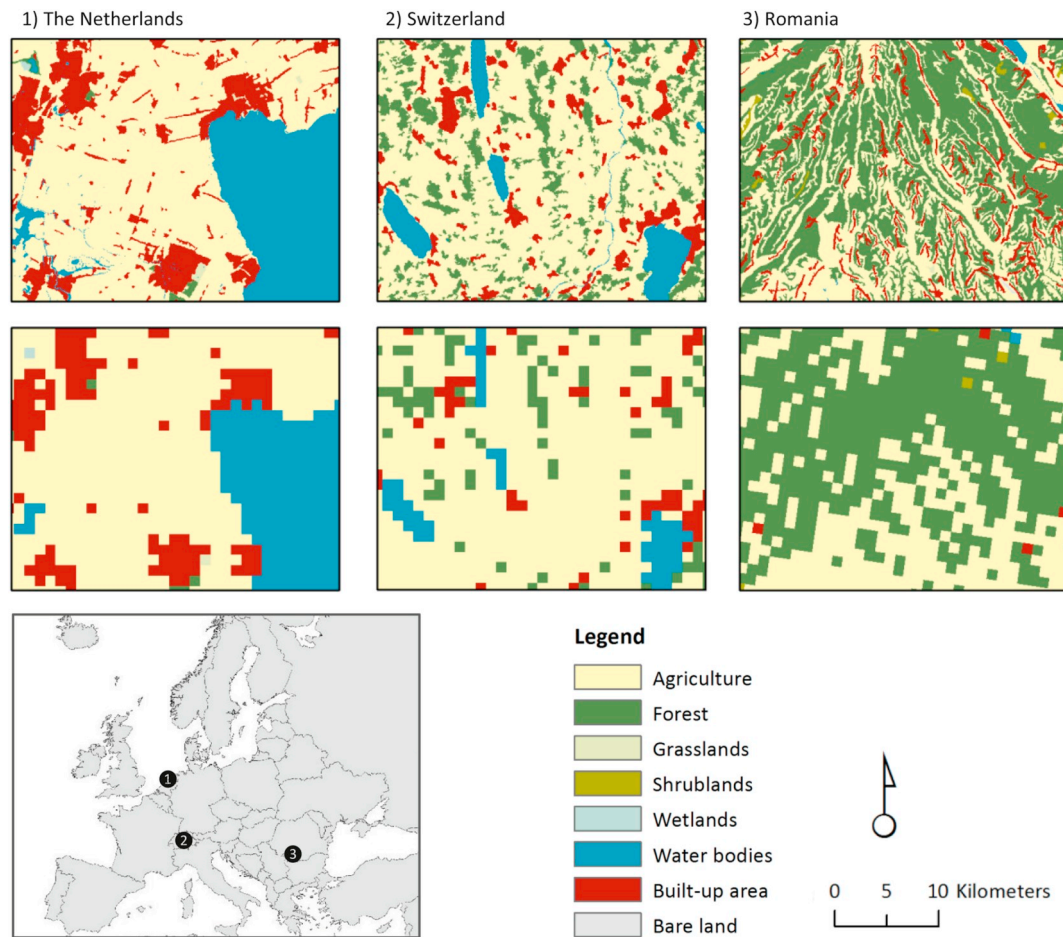 1) The Netherlands
2) Switzerland
3) Romania
1
2
3
Legend
Agriculture
Forest
Grasslands
Shrublands
Wetlands
Water bodies
Built-up area
Bare land
0 5 10 Kilometers